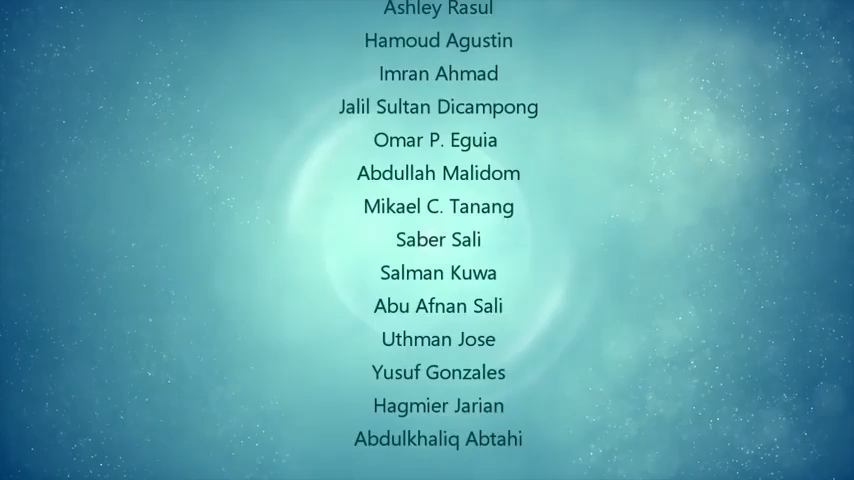 Ashley Rasul
Hamoud Agustin
Imran Ahmad
Jalil Sultan Dicampong
Omar P. Eguia
Abdullah Malidom
Mikael C. Tanang
Saber Sali
Salman Kuwa
Abu Afnan Sali
Uthman Jose
Yusuf Gonzales
Hagmier Jarian
Abdulkhaliq Abtahi